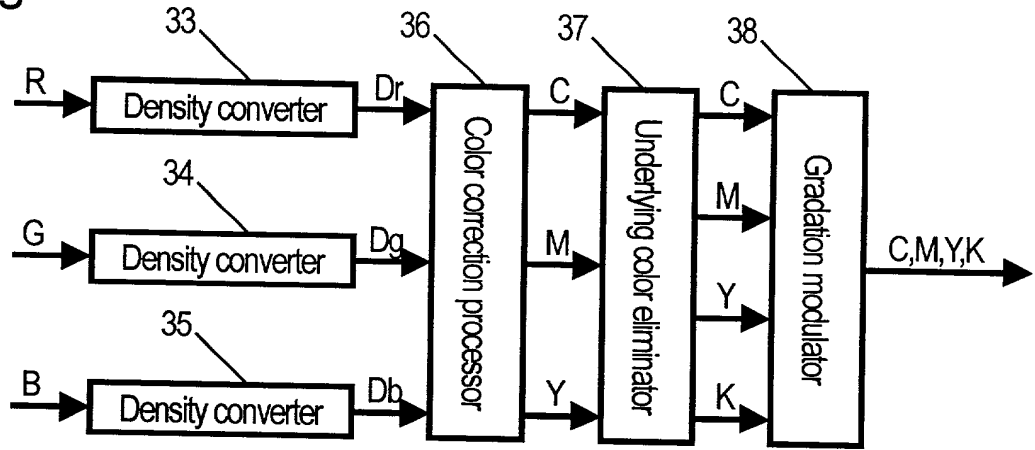 33
36
37
38
R
Density converter
Dr
Color correction processor
C
Underlying color eliminator
C
Gradation modulator
34
G
Density converter
Dg
M
M
C,M,Y,K
35
Y
B
Density converter
Db
Y
K